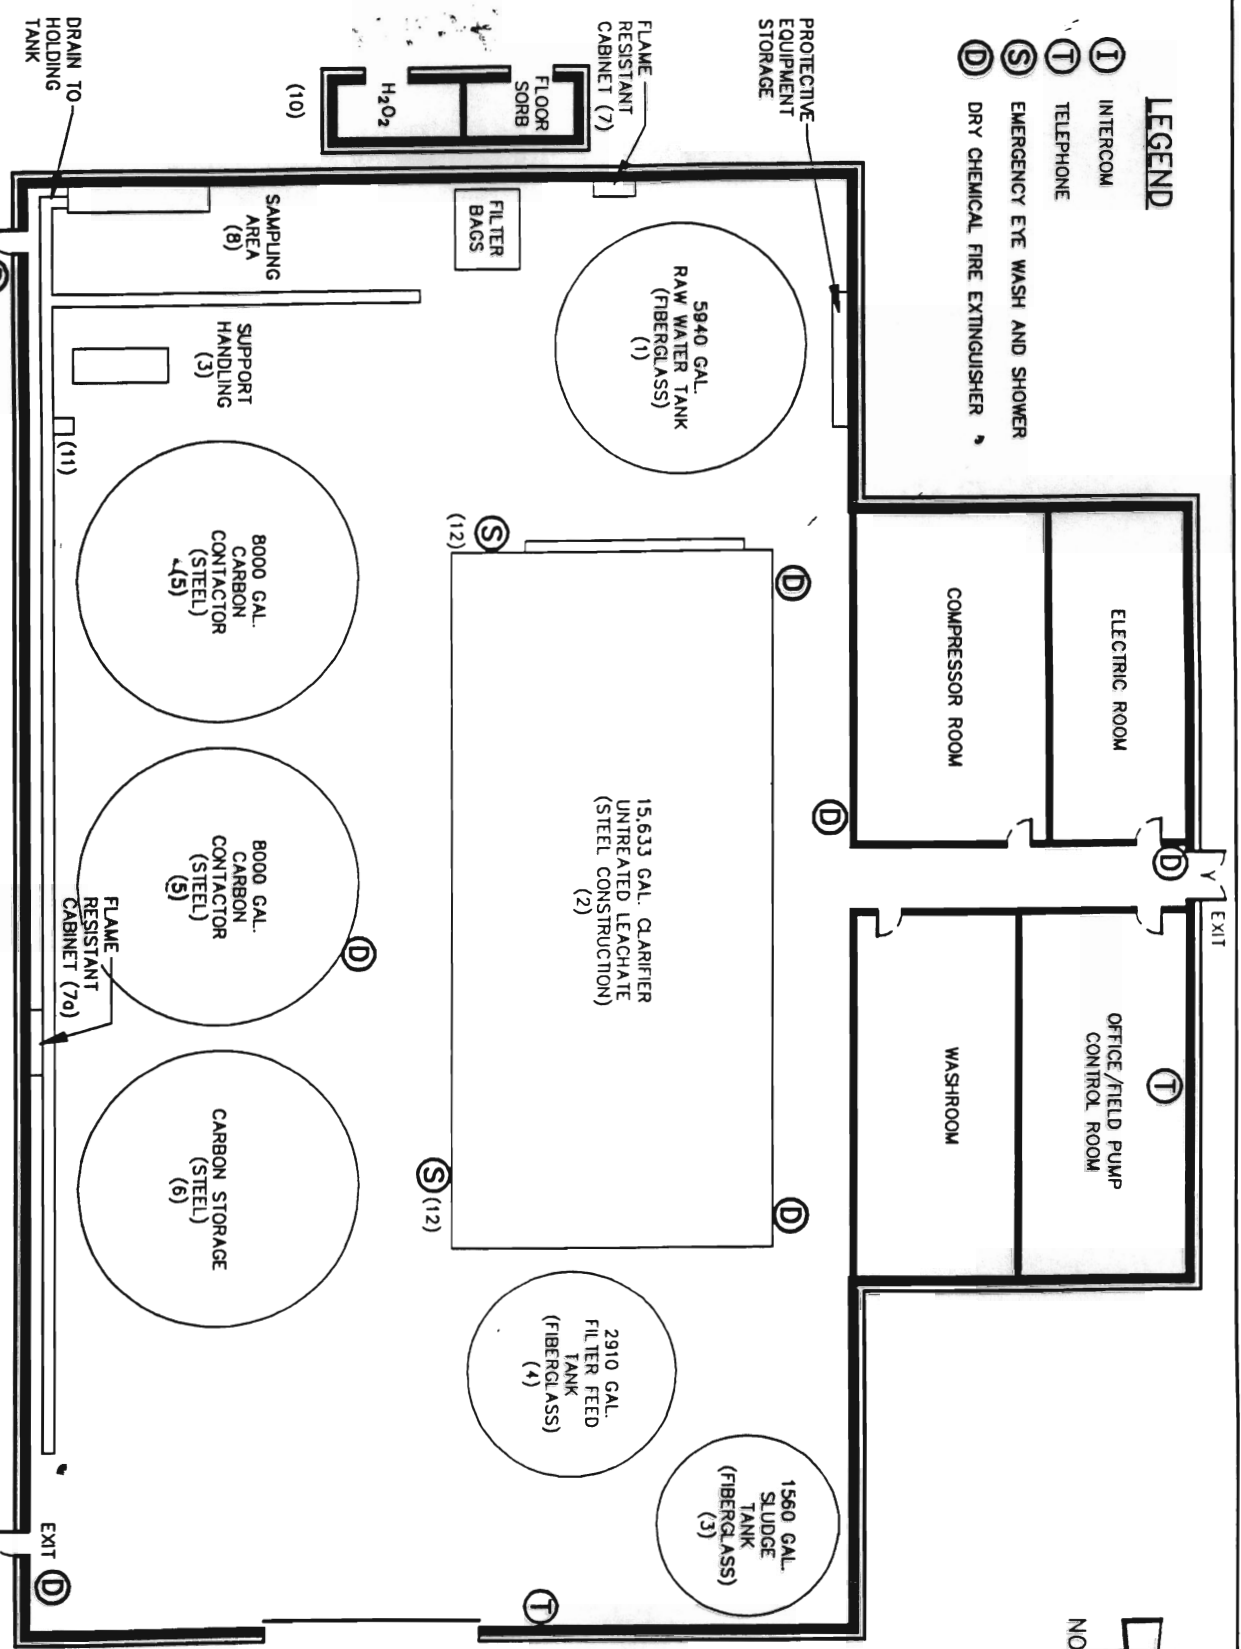 LEGEND
I INTERCOM
T TELEPHONE
S EMERGENCY EYE WASH AND SHOWER
D DRY CHEMICAL FIRE EXTINGUISHER
NO
EXIT
Y
D
ELECTRIC ROOM
COMPRESSOR ROOM
OFFICE/FIELD PUMP
CONTROL ROOM
T
WASHROOM
PROTECTIVE
EQUIPMENT
STORAGE
FLAME
RESISTANT
CABINET (7)
FLOOR
SORB
H₂O₂
(10)
DRAIN TO
HOLDING
TANK
5940 GAL.
RAW WATER TANK
(FIBERGLASS)
(1)
FILTER
BAGS
SAMPLING
AREA
(8)
SUPPORT
HANDLING
(3)
(11)
D
D
D
S
(12)
15,633 GAL. CLARIFIER
UNTREATED LEACHATE
(STEEL CONSTRUCTION)
(2)
S (12)
1560 GAL.
SLUDGE
TANK
(FIBERGLASS)
(3)
2910 GAL.
FILTER FEED
TANK
(FIBERGLASS)
(4)
T
8000 GAL.
CARBON
CONTACTOR
(STEEL)
(5)
D
8000 GAL.
CARBON
CONTACTOR
(STEEL)
(5)
CARBON STORAGE
(STEEL)
(6)
FLAME
RESISTANT
CABINET (7a)
EXIT
D